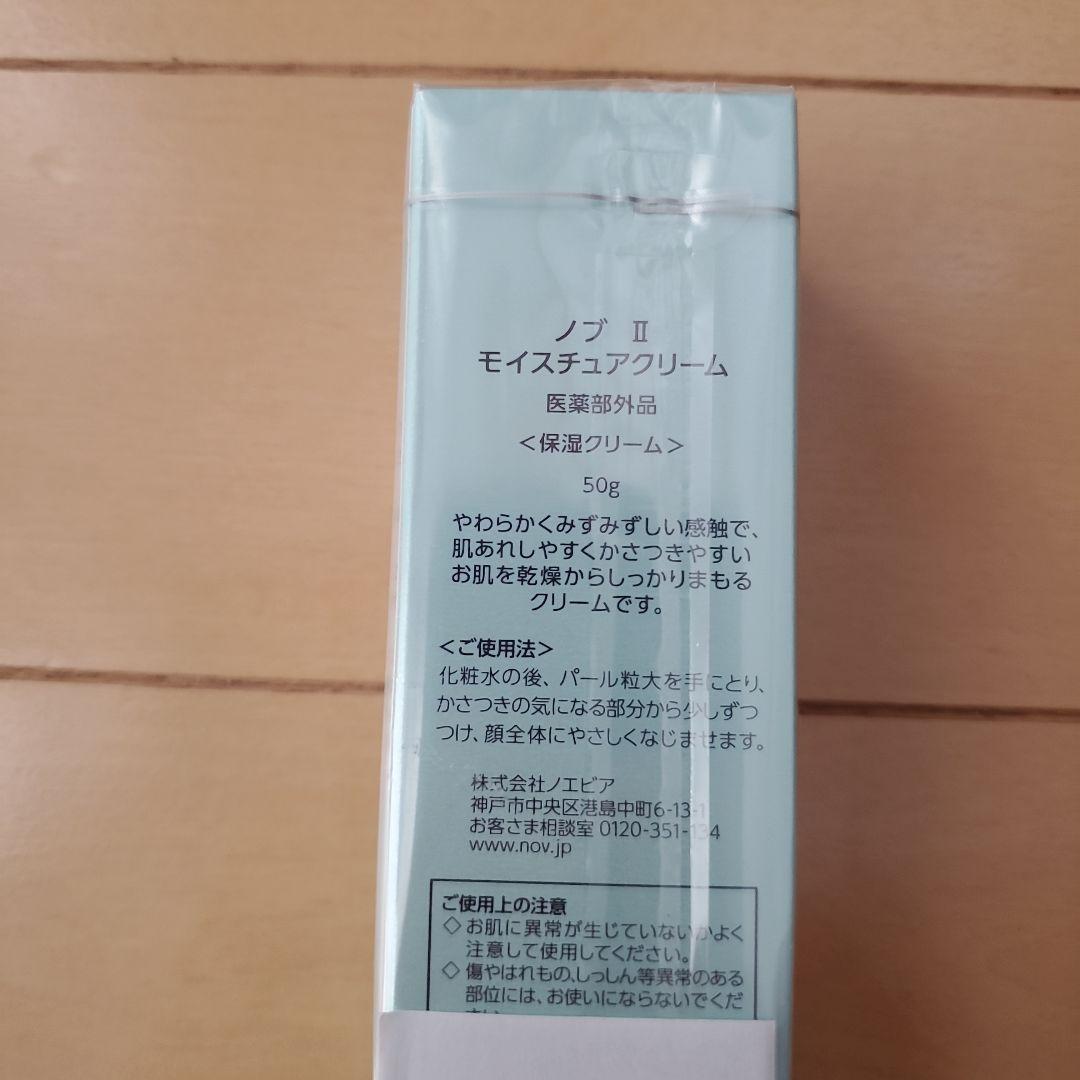 ノブ Ⅱ
モイスチュアクリーム
医薬部外品
＜保湿クリーム＞
50g
やわらかくみずみずしい感触で、
肌あれしやすくかさつきやすい
お肌を乾燥からしっかりまもる
クリームです。
＜ご使用法＞
化粧水の後、パール粒大を手にとり、
かさつきの気になる部分から少しずつ
つけ、顔全体にやさしくなじませます。
株式会社ノエビア
神戸市中央区港島中町6-13-1
お客さま相談室 0120-351-134
www.nov.jp
ご使用上の注意
◇お肌に異常が生じていないかよく
注意して使用してください。
◇傷やはれもの、しっしん等異常のある
部位には、お使いにならないでくだ
さい。